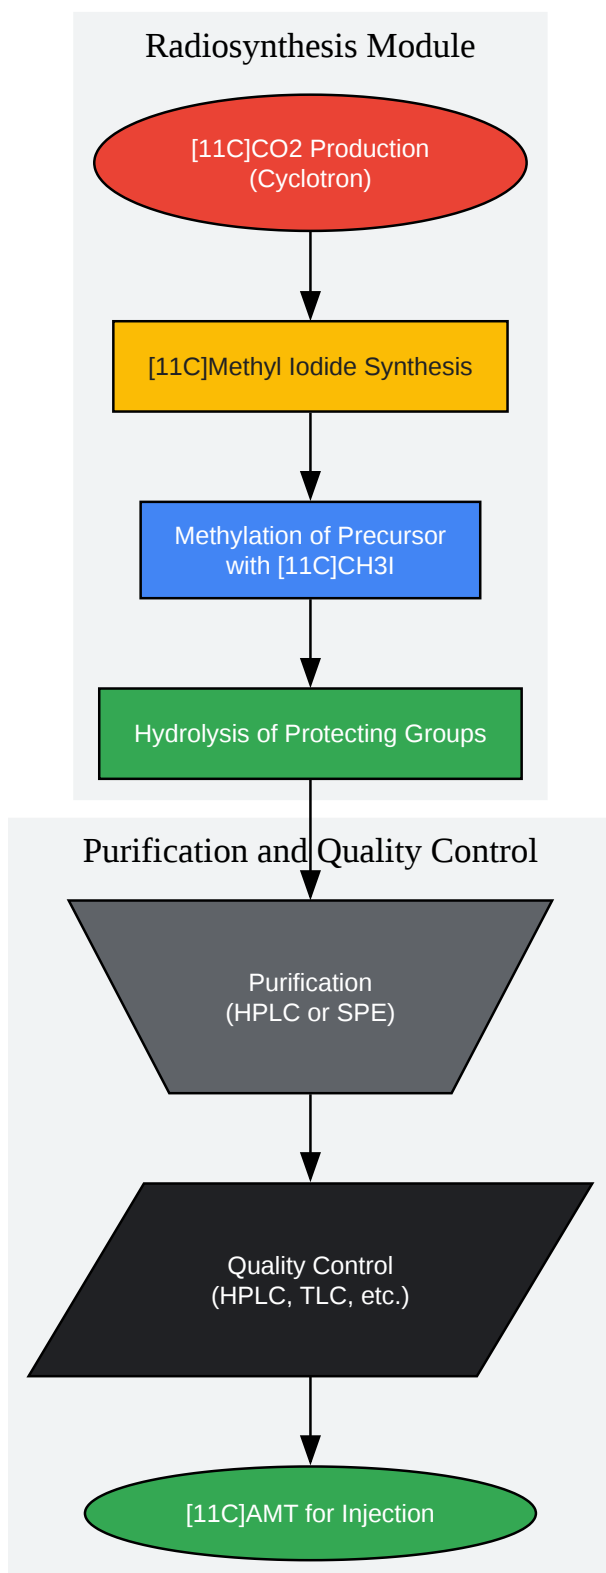 Radiosynthesis Module
[11C]CO2 Production
(Cyclotron)
[11C]Methyl Iodide Synthesis
Methylation of Precursor
with [11C]CH3I
Hydrolysis of Protecting Groups
Purification and Quality Control
Purification
(HPLC or SPE)
Quality Control
(HPLC, TLC, etc.)
[11C]AMT for Injection